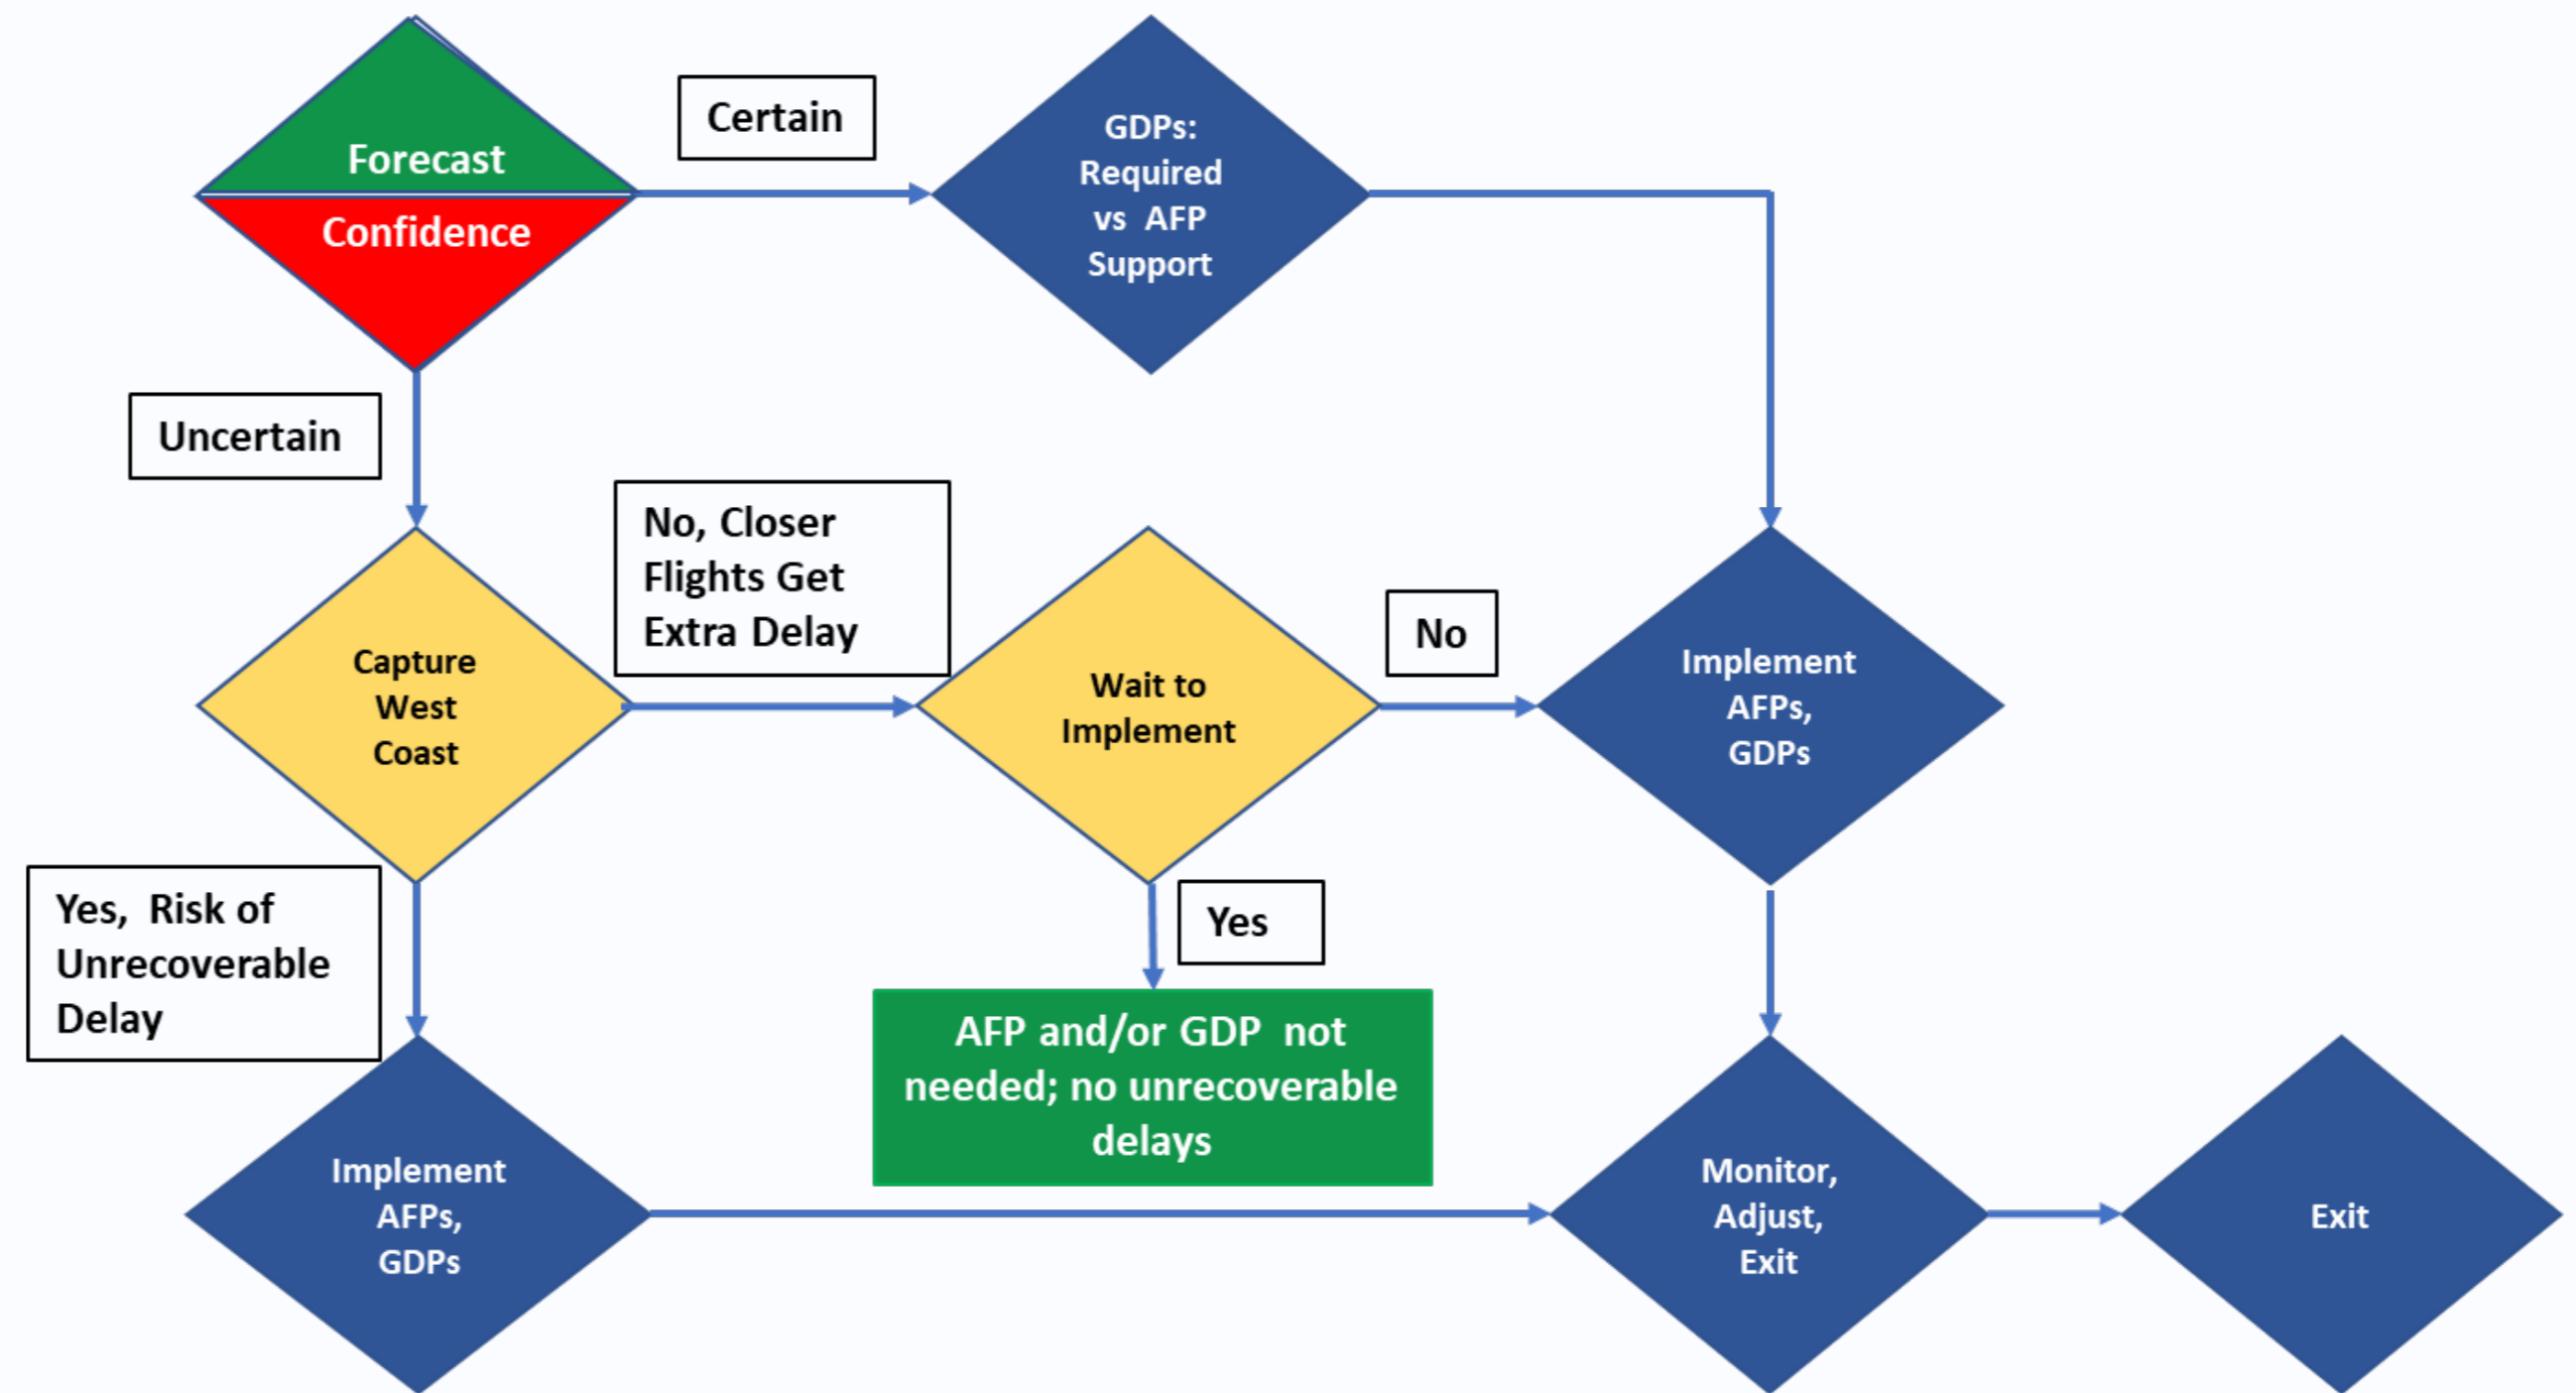 Forecast
Confidence
Certain
GDPs:
Required
vs AFP
Support
Uncertain
No, Closer
Flights Get
Extra Delay
Capture
West
Coast
Wait to
Implement
No
Implement
AFPs,
GDPs
Yes, Risk of
Unrecoverable
Delay
Yes
AFP and/or GDP not
needed; no unrecoverable
delays
Implement
AFPs,
GDPs
Monitor,
Adjust,
Exit
Exit